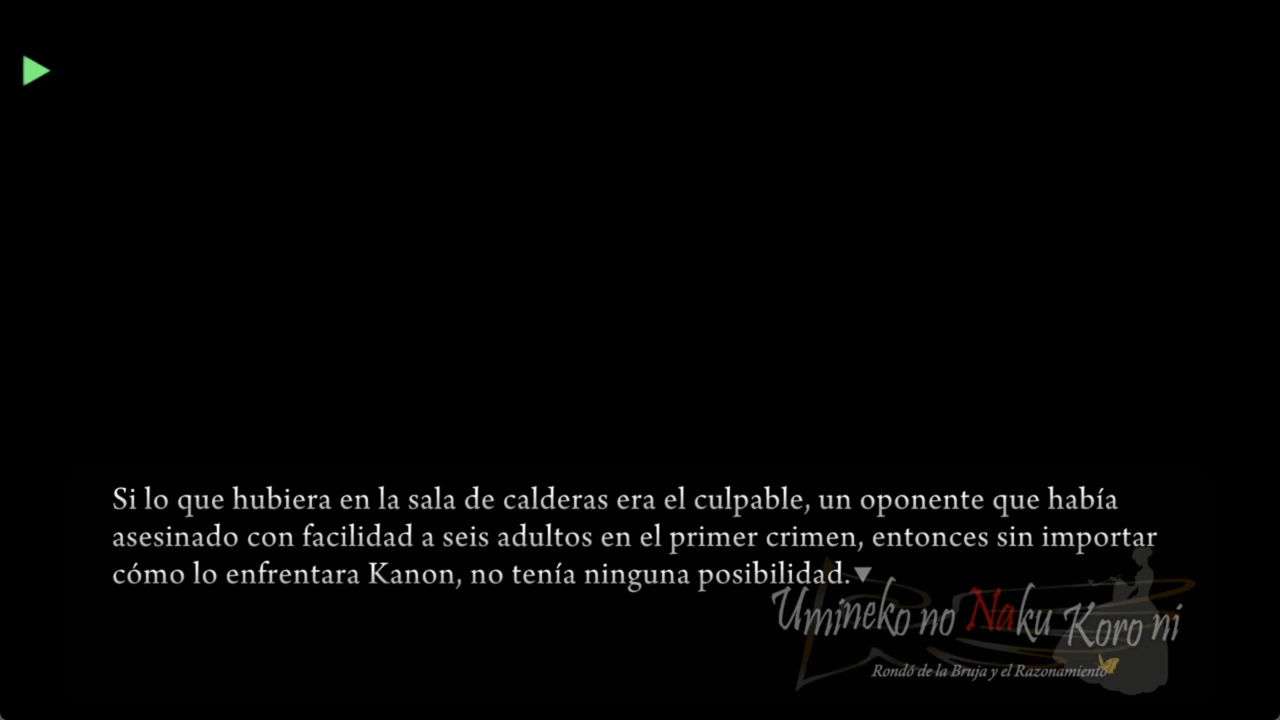 Si lo que hubiera en la sala de calderas era el culpable, un oponente que había
asesinado con facilidad a seis adultos en el primer crimen, entonces sin importar
cómo lo enfrentara Kanon, no tenía ninguna posibilidad.
Umineko no Naku Koro ni
Rondó de la Bruja y el Razonamiento